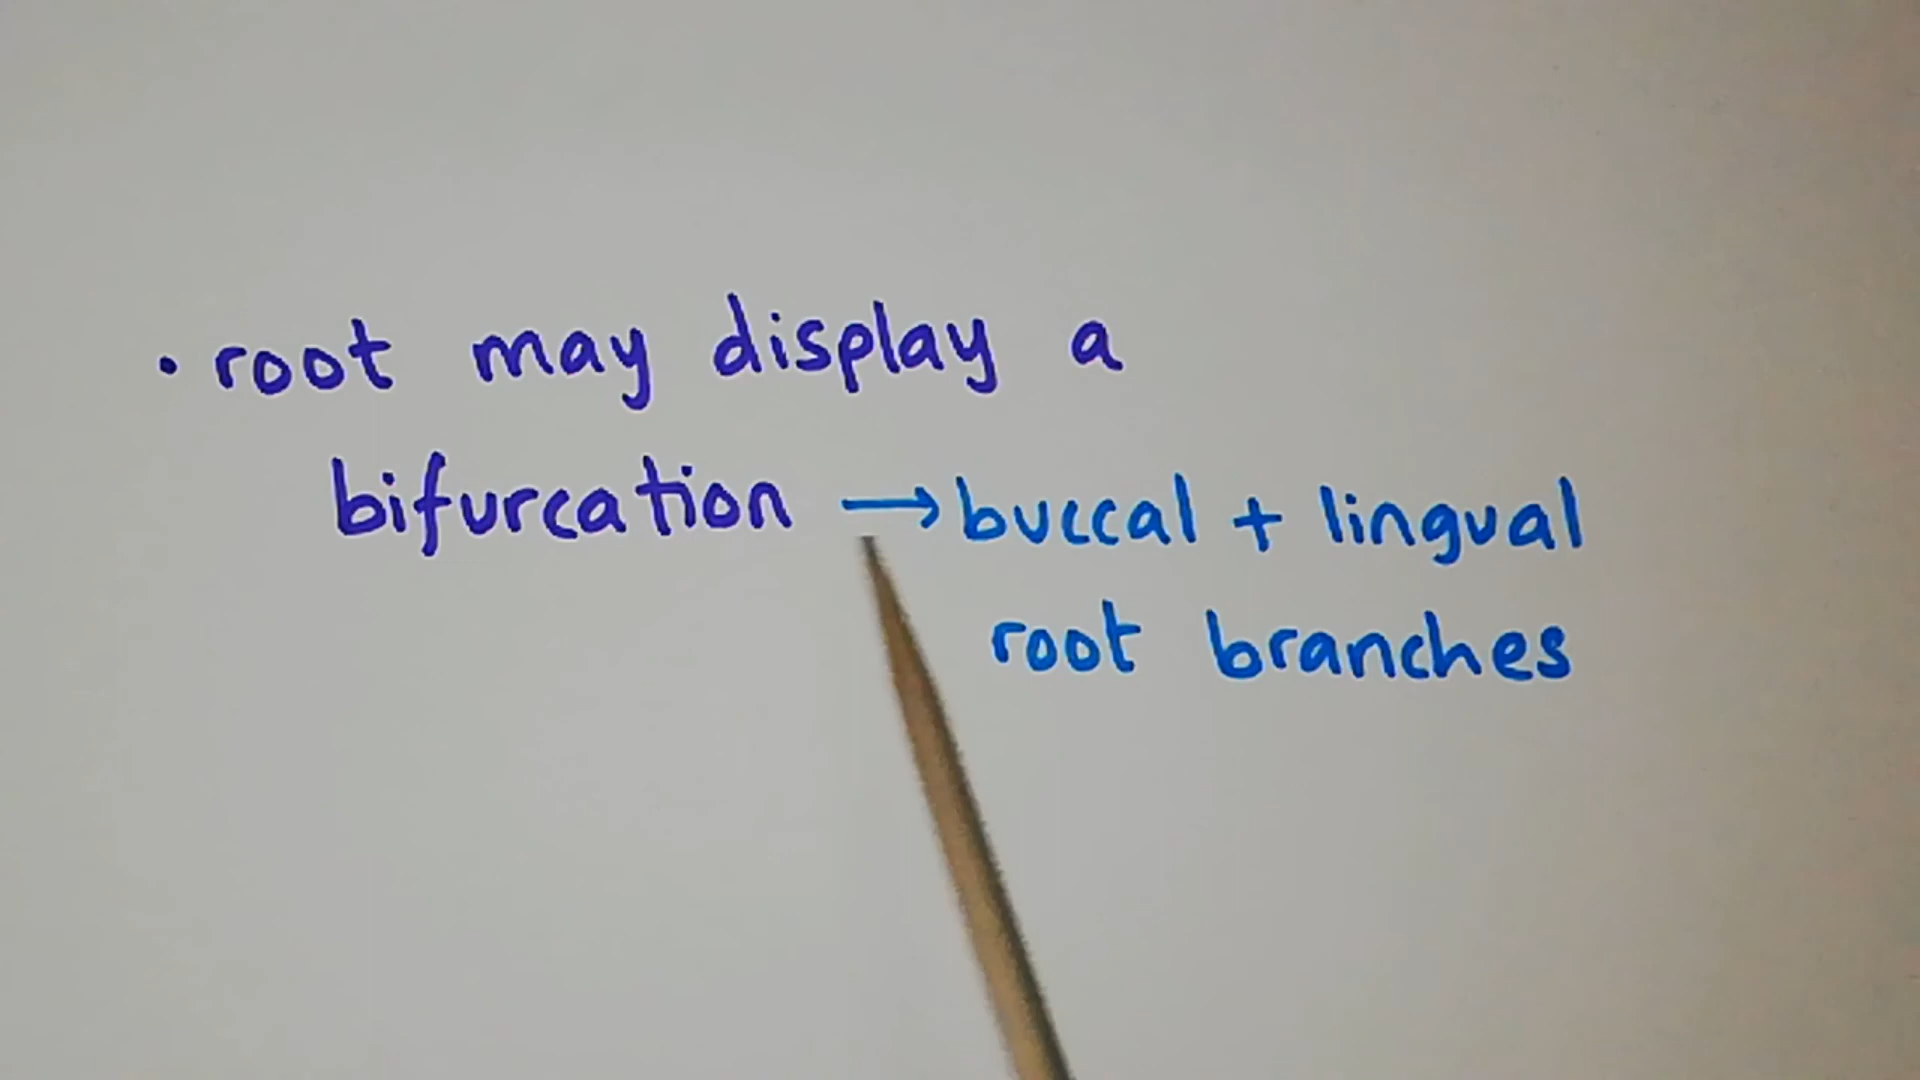 • root may display a
bifurcation → buccal + lingual
root branches